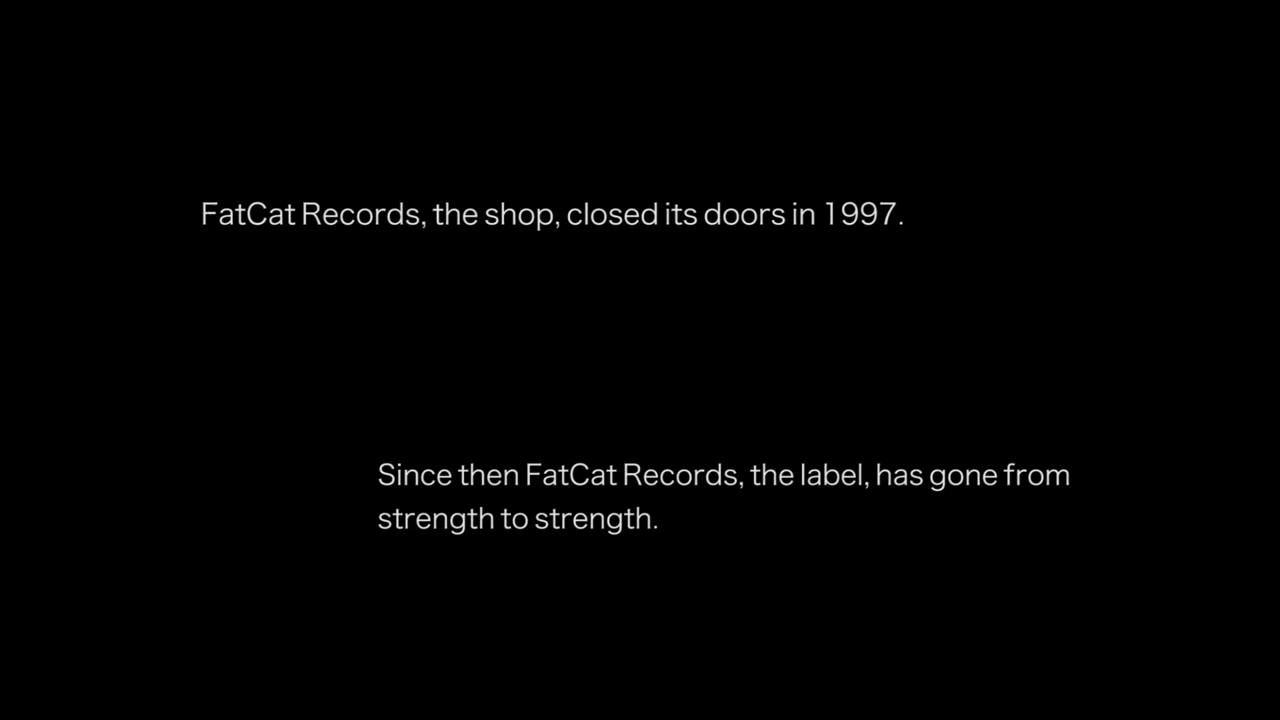 FatCat Records, the shop, closed its doors in 1997.
Since then FatCat Records, the label, has gone from
strength to strength.